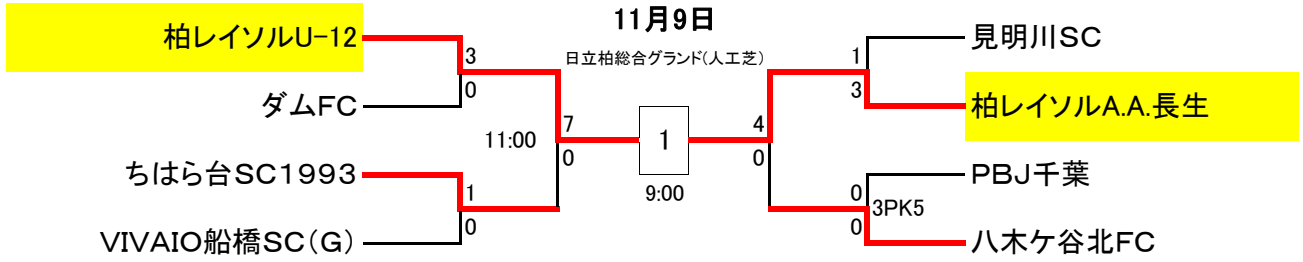 11月9日
日立柏総合グランド(人工芝)
柏レイソルU-12
3
0
ダムFC
11:00
7
0
ちはら台SC1993
1
0
VIVAIO船橋SC(G)
1
9:00
4
0
見明川SC
1
3
柏レイソルA.A.長生
PBJ千葉
0
3PK5
0
八木ケ谷北FC